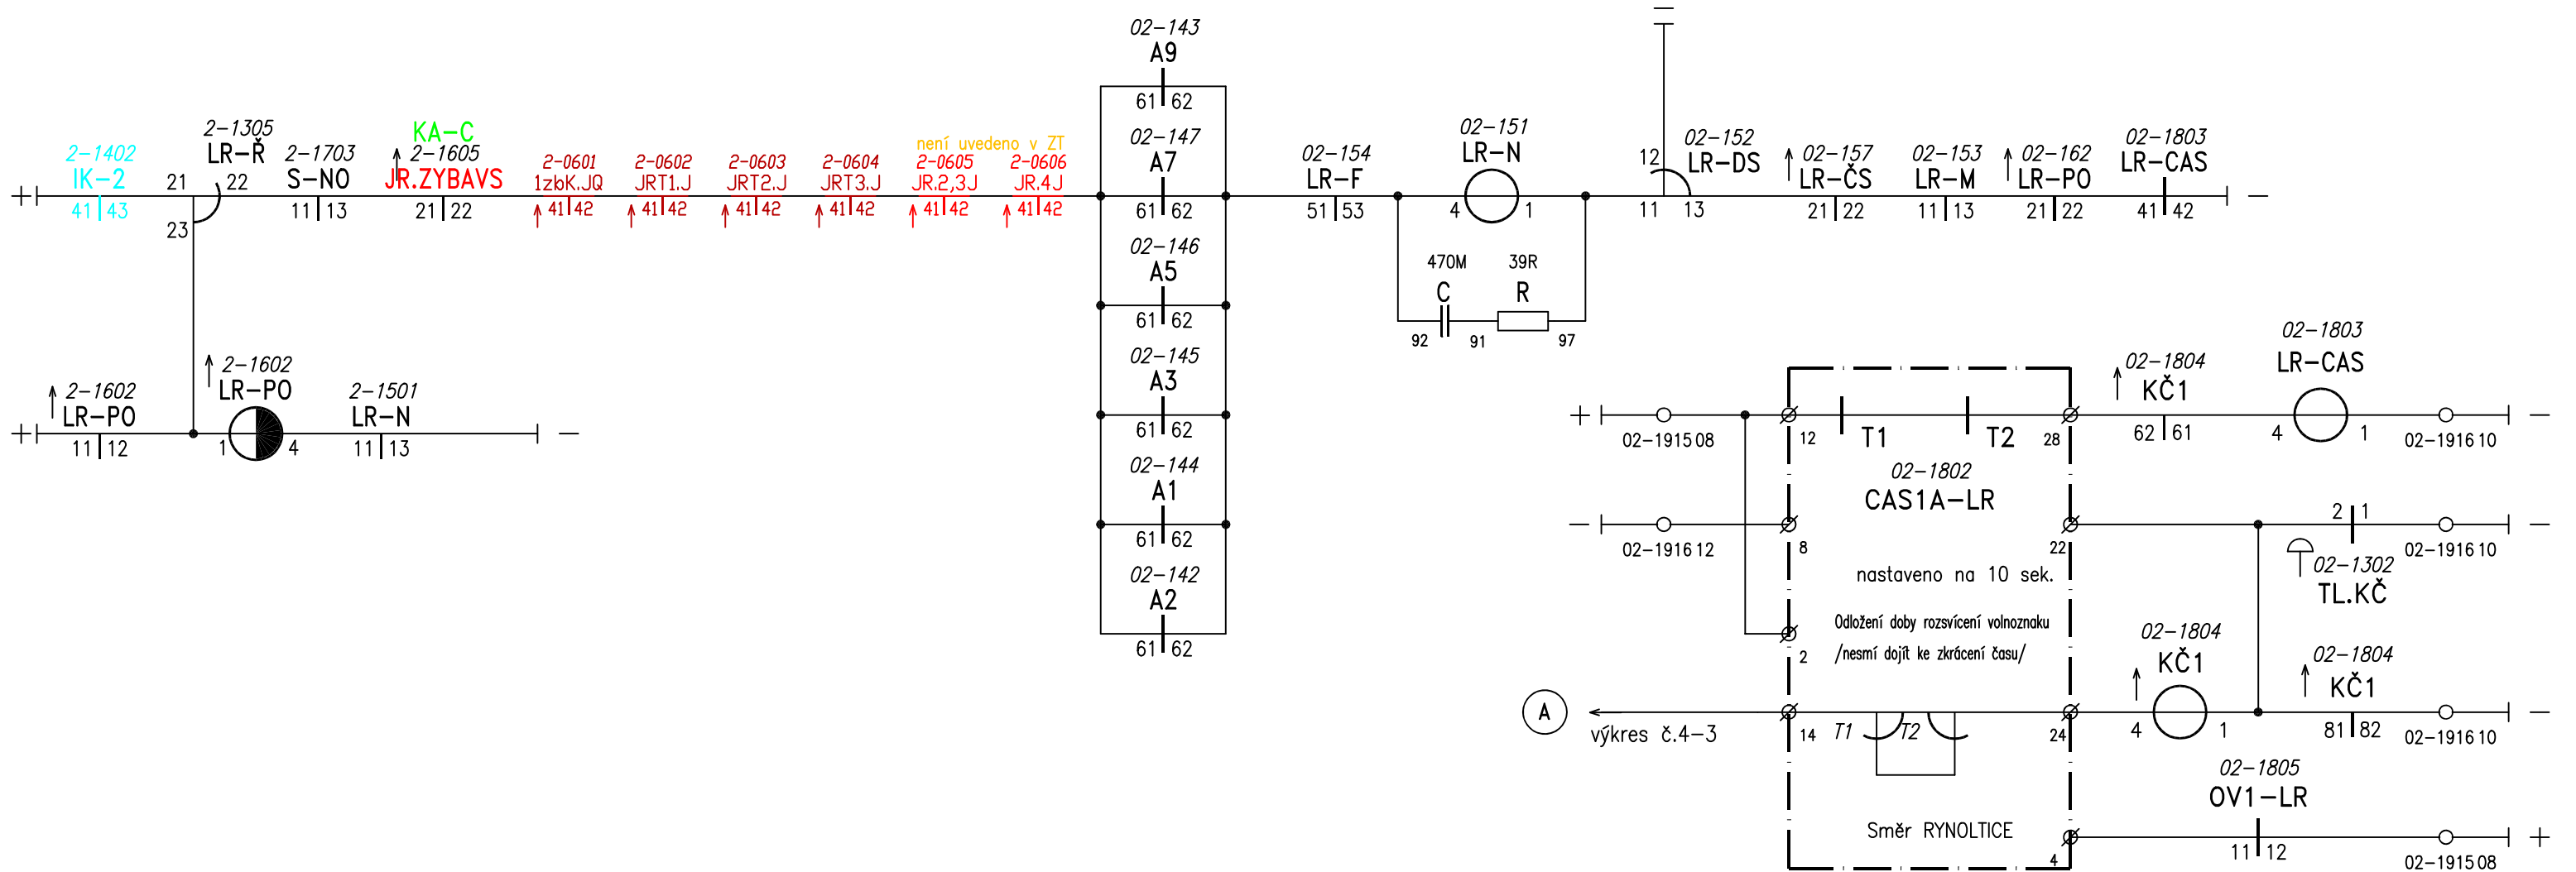 02-143
A9
61 62
2-1402
IK-2
41 43
21
2-1305
LR-Ř
22
23
2-1703
S-NO
11 13
KA-C
2-1605
JR.ZYBAVS
21 22
2-0601
1zbK.JQ
41 42
2-0602
JRT1.J
41 42
2-0603
JRT2.J
41 42
2-0604
JRT3.J
41 42
není uvedeno v ZT
2-0605
JR.2,3J
41 42
2-0606
JR.4J
41 42
02-147
A7
61 62
02-146
A5
61 62
02-145
A3
61 62
02-144
A1
61 62
02-142
A2
61 62
02-154
LR-F
51 53
02-151
LR-N
4 1
470M
C
39R
R
92 91 97
12
02-152
LR-DS
11 13
02-157
LR-ČS
21 22
02-153
LR-M
11 13
02-162
LR-PO
21 22
02-1803
LR-CAS
41 42
2-1602
LR-PO
11 12
2-1602
LR-PO
1 4
2-1501
LR-N
11 13
02-1915 08
12
T1
T2
28
02-1804
KČ1
62 61
02-1803
LR-CAS
4 1
02-1916 10
02-1802
CAS1A-LR
02-1916 12
8
22
2 1
02-1916 10
02-1302
TL.KČ
nastaveno na 10 sek.
Odložení doby rozsvícení volnoznaku
/nesmí dojít ke zkrácení času/
2
A
výkres č.4-3
14
T1
T2
24
02-1804
KČ1
4 1
02-1804
KČ1
81 82
02-1916 10
02-1805
OV1-LR
11 12
02-1915 08
Směr RYNOLTICE
4